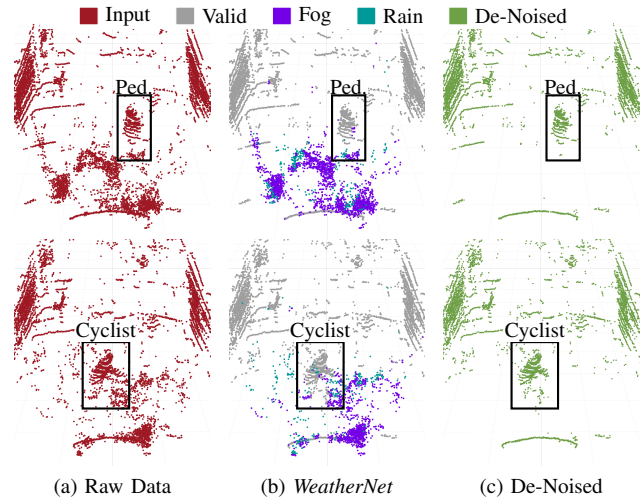 Input Valid Fog Rain De-Noised
Ped. Ped. Ped.
Cyclist Cyclist Cyclist
(a) Raw Data (b) WeatherNet (c) De-Noised